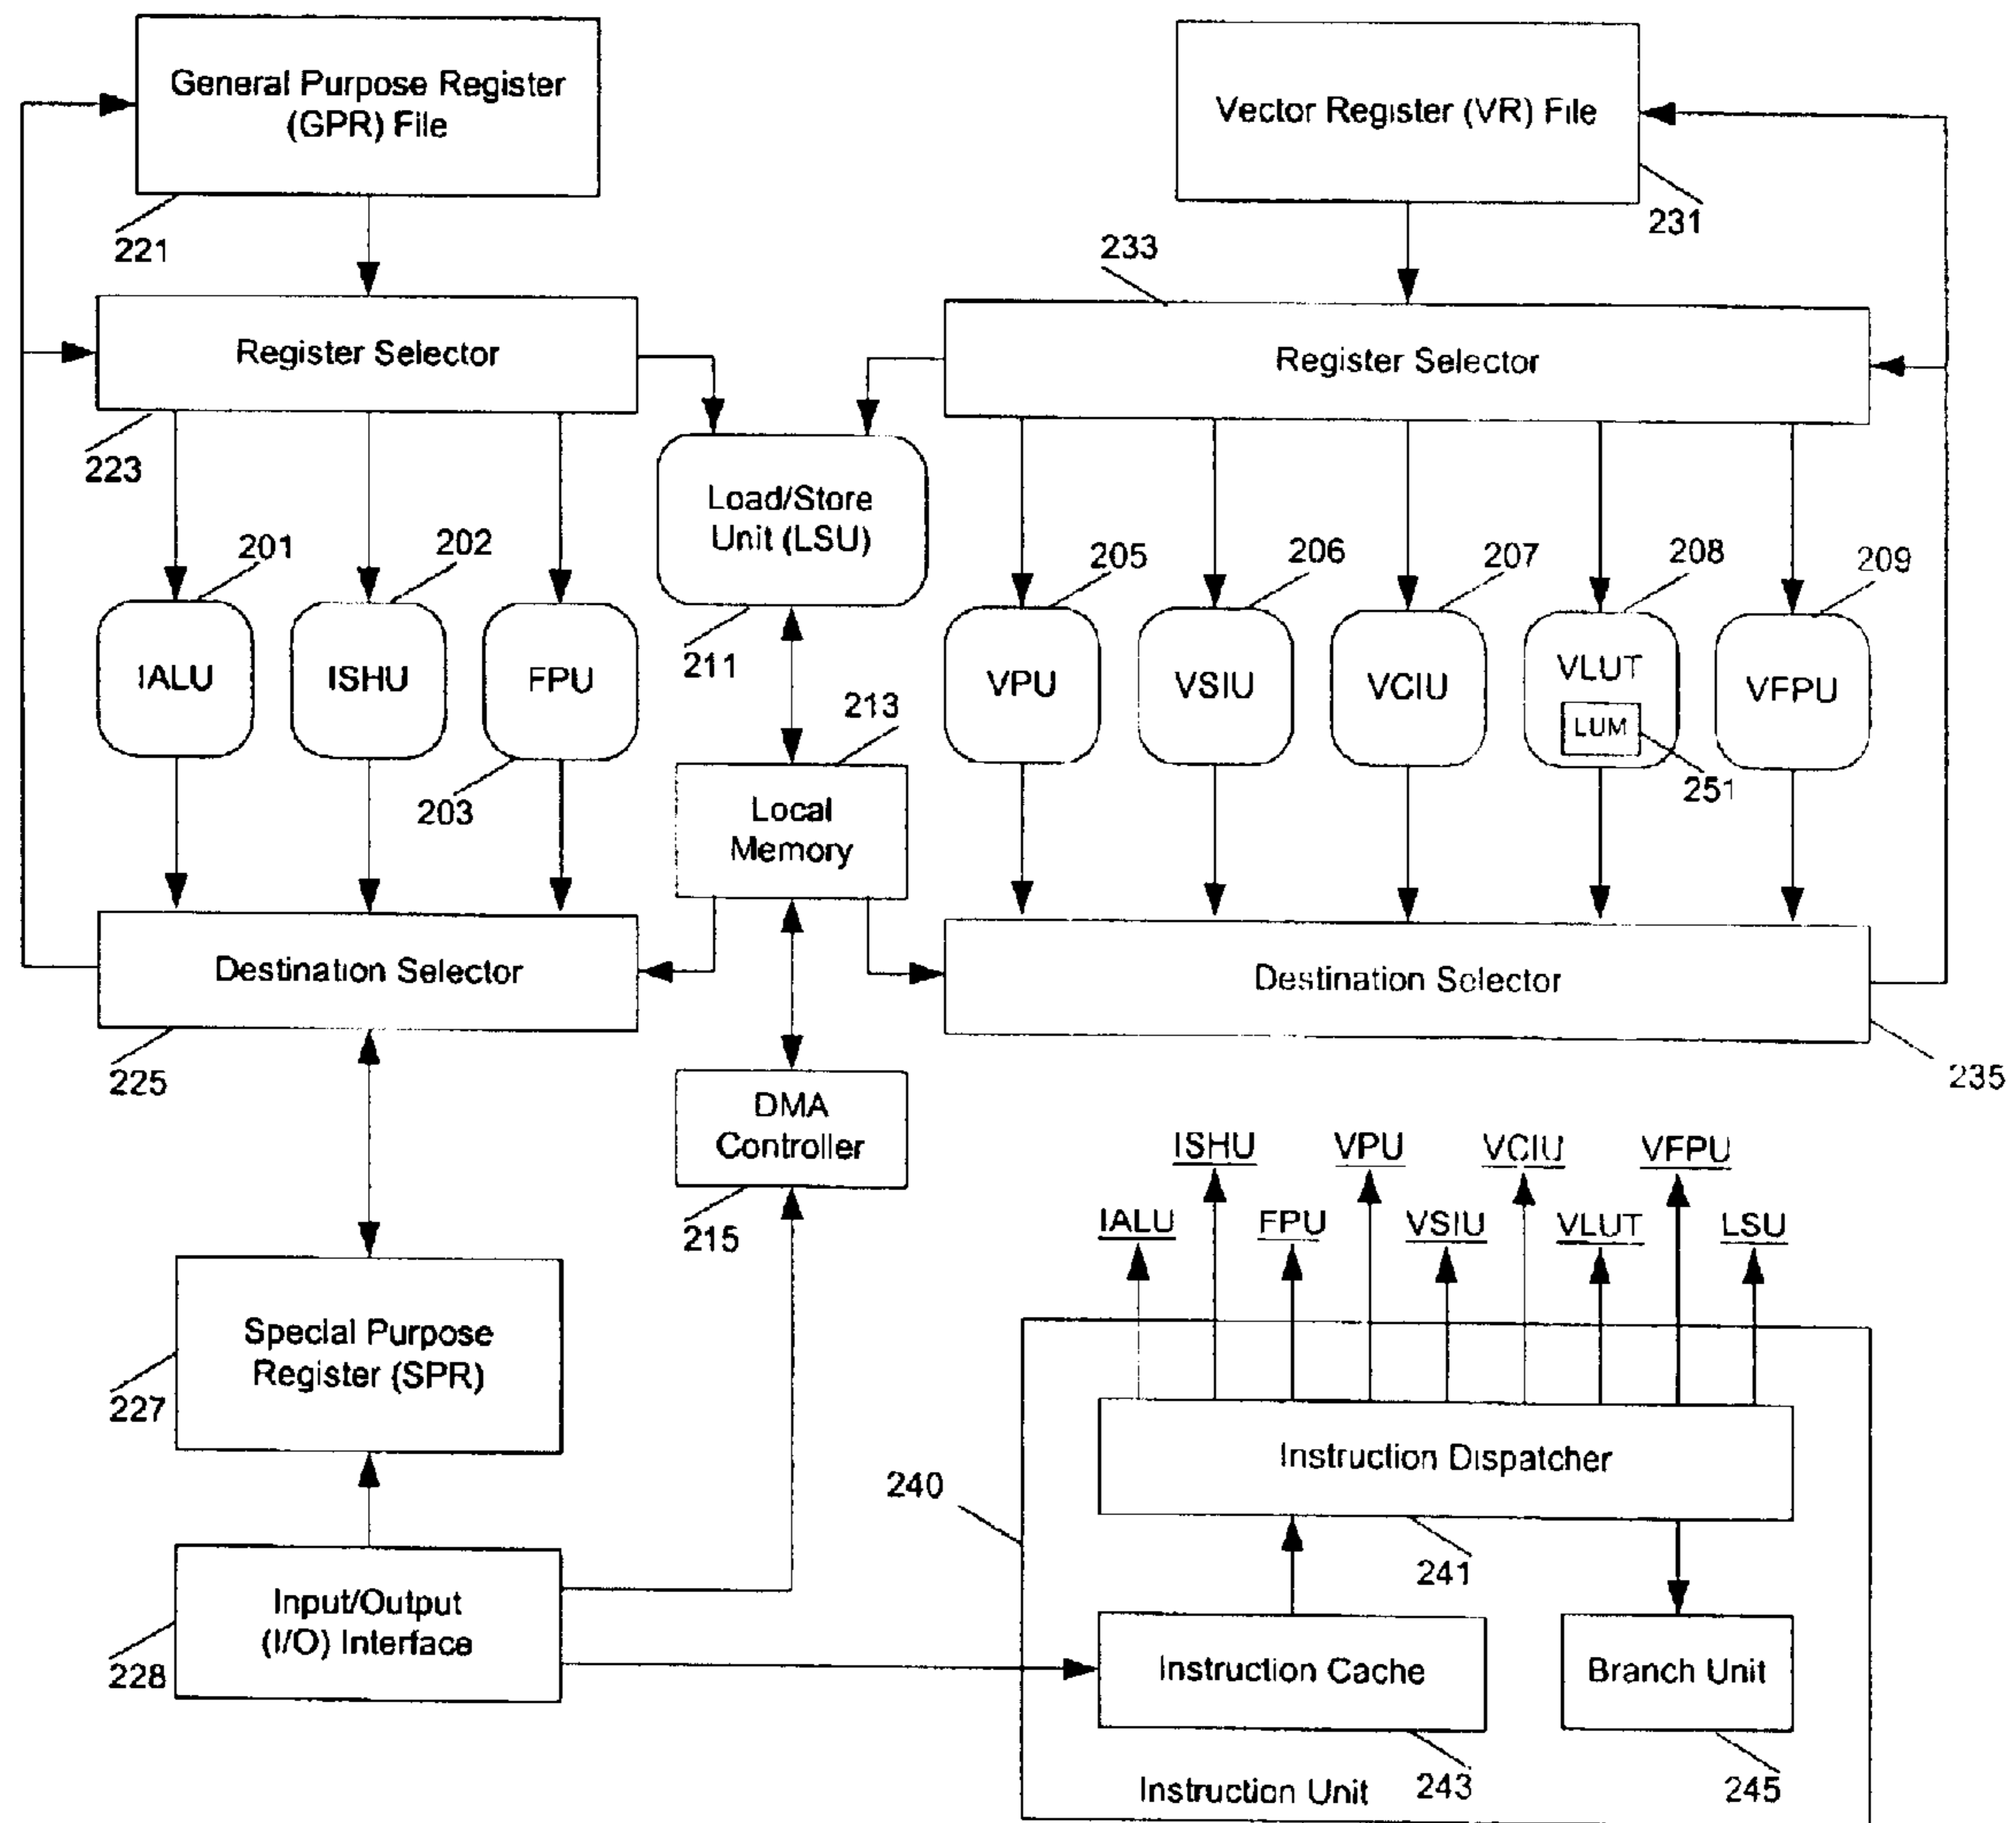 General Purpose Register
(GPR) File
221
Vector Register (VR) File
231
233
Register Selector
223
Register Selector
Load/Store
Unit (LSU)
211
201
202
205
206
207
208
209
IALU
ISHU
FPU
203
VPU
VSIU
VCIU
VLUT
LUM
251
VFPU
213
Local
Memory
Destination Selector
225
Destination Selector
235
DMA
Controller
215
ISHU
VPU
VCIU
VFPU
IALU
FPU
VSIU
VLUT
LSU
Special Purpose
Register (SPR)
227
Instruction Dispatcher
240
241
Input/Output
(I/O) Interface
228
Instruction Cache
243
Branch Unit
245
Instruction Unit